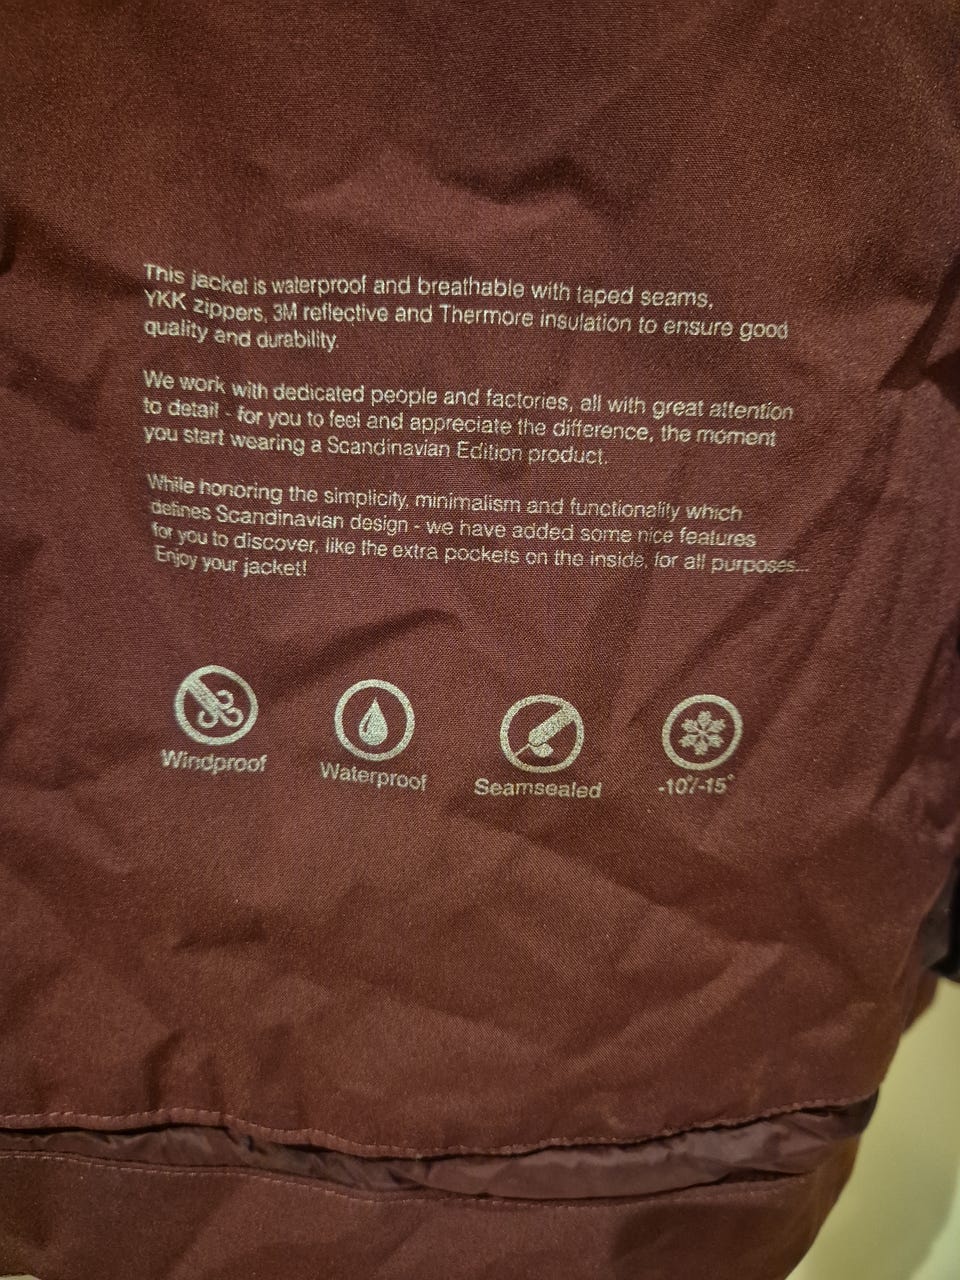 This jacket is waterproof and breathable with taped seams,
YKK zippers, 3M reflective and Thermore insulation to ensure good
quality and durability.
We work with dedicated people and factories, all with great attention
to detail - for you to feel and appreciate the difference, the moment
you start wearing a Scandinavian Edition product.
While honoring the simplicity, minimalism and functionality which
defines Scandinavian design - we have added some nice features
for you to discover, like the extra pockets on the inside, for all purposes...
Enjoy your jacket!
Windproof
Waterproof
Seamsealed
-10°/-15°